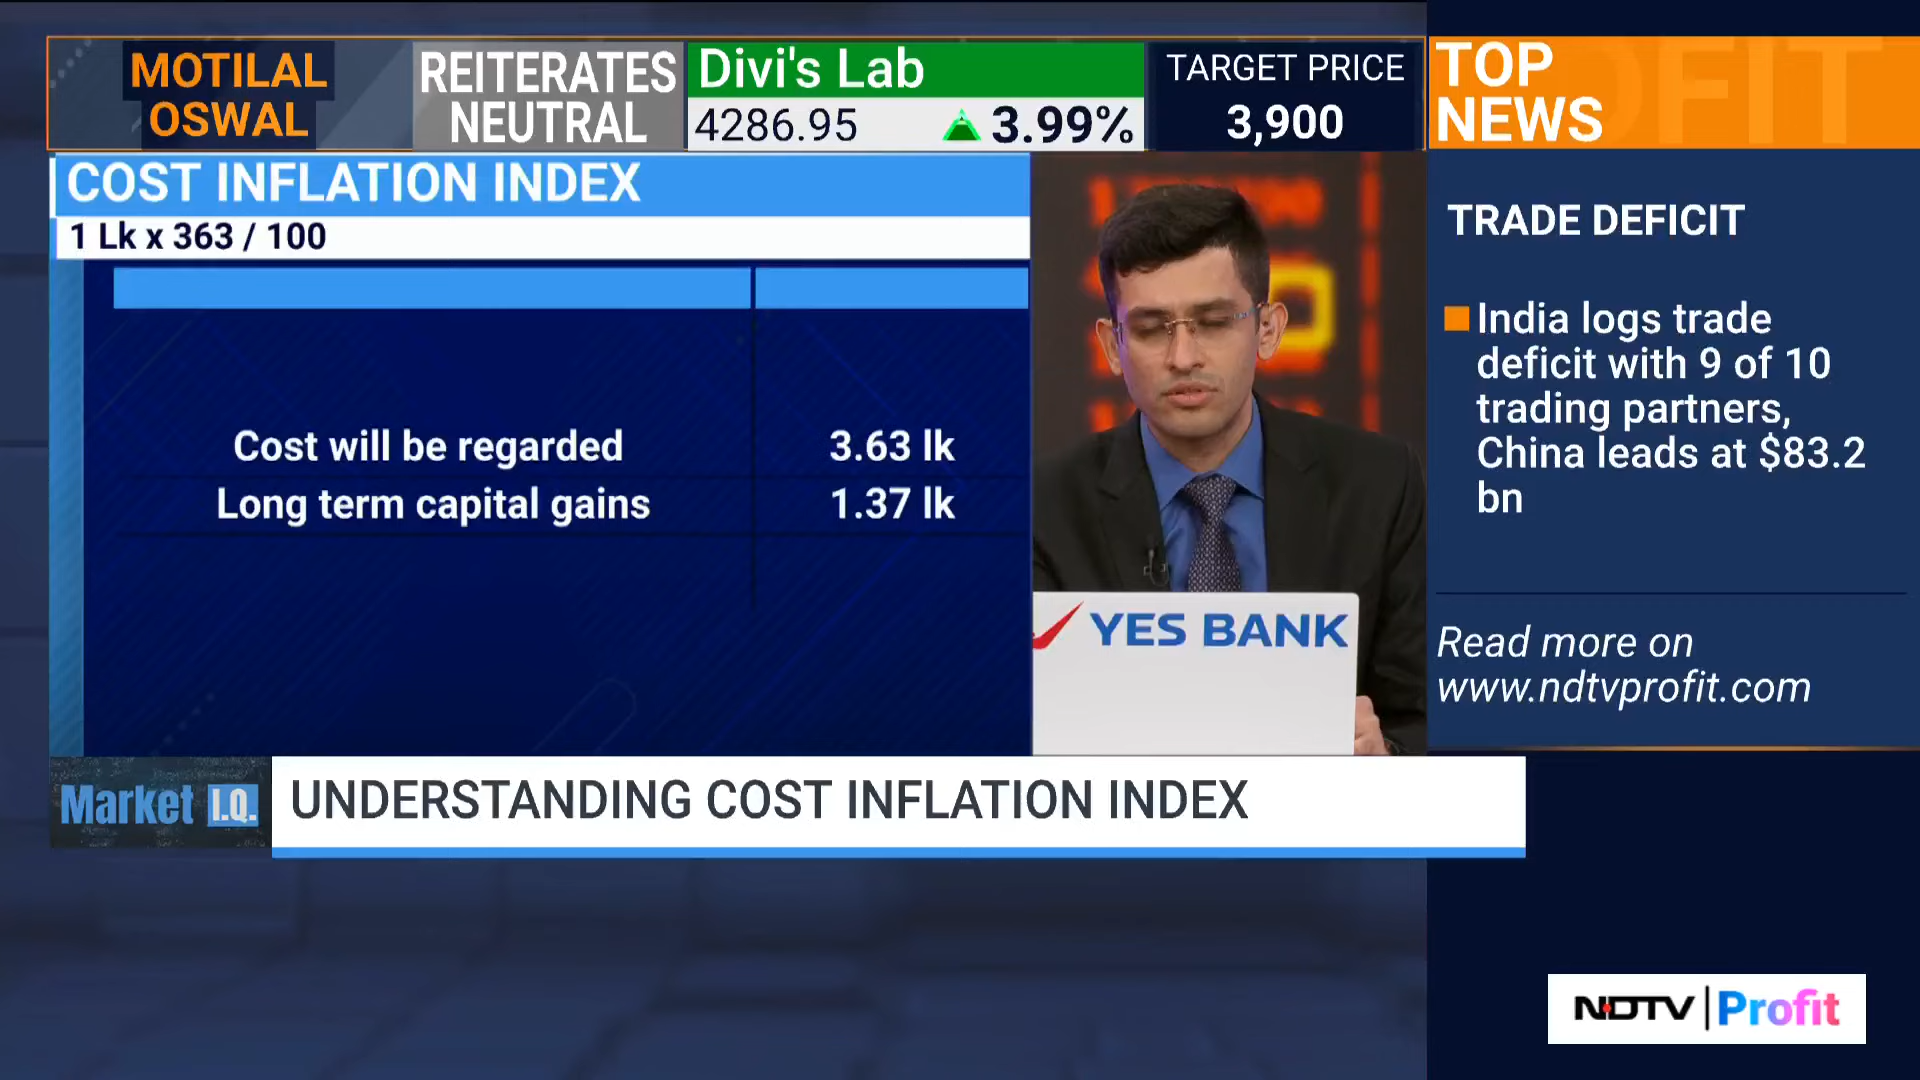 MOTILAL
OSWAL
REITERATES
NEUTRAL
Divi's Lab
4286.95 3.99%
TARGET PRICE
3,900
TOP
NEWS
COST INFLATION INDEX
1 Lk x 363 / 100
Cost will be regarded 3.63 lk
Long term capital gains 1.37 lk
YES BANK
TRADE DEFICIT
India logs trade
deficit with 9 of 10
trading partners,
China leads at $83.2
bn
Read more on
www.ndtvprofit.com
Market I.Q.
UNDERSTANDING COST INFLATION INDEX
NDTV Profit